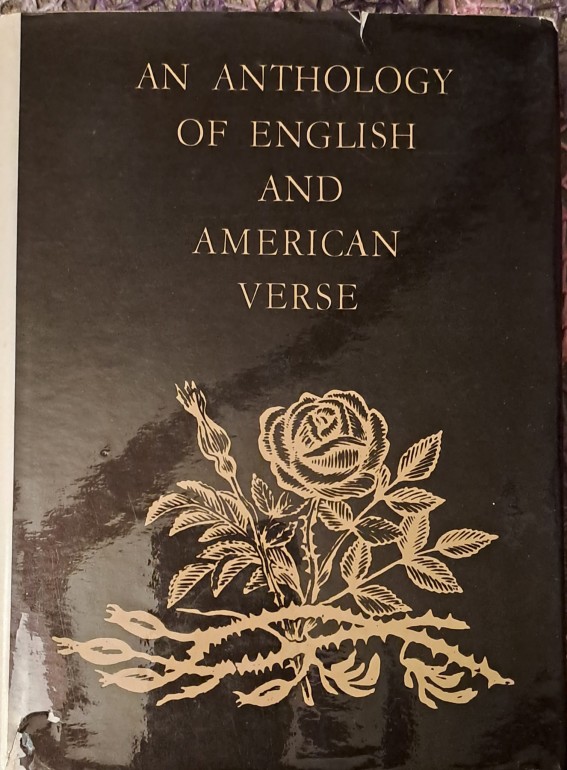 AN ANTHOLOGY
OF ENGLISH
AND
AMERICAN
VERSE